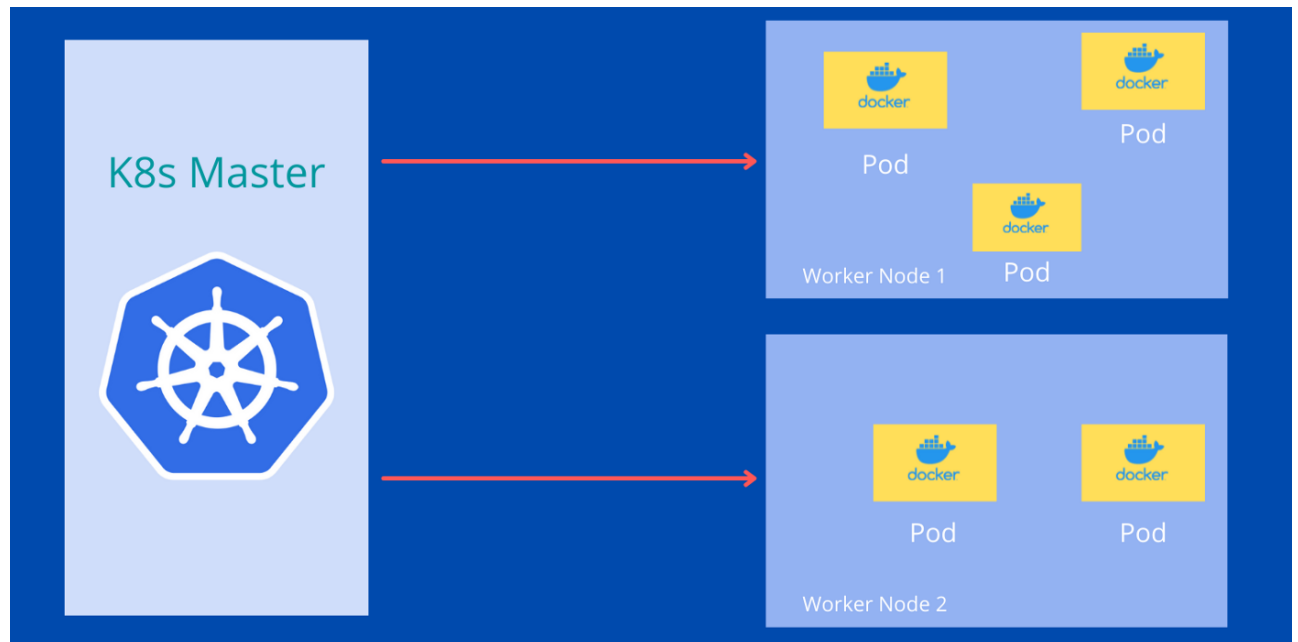 K8s Master
docker
Pod
docker
Pod
docker
Pod
Worker Node 1
docker
Pod
docker
Pod
Worker Node 2